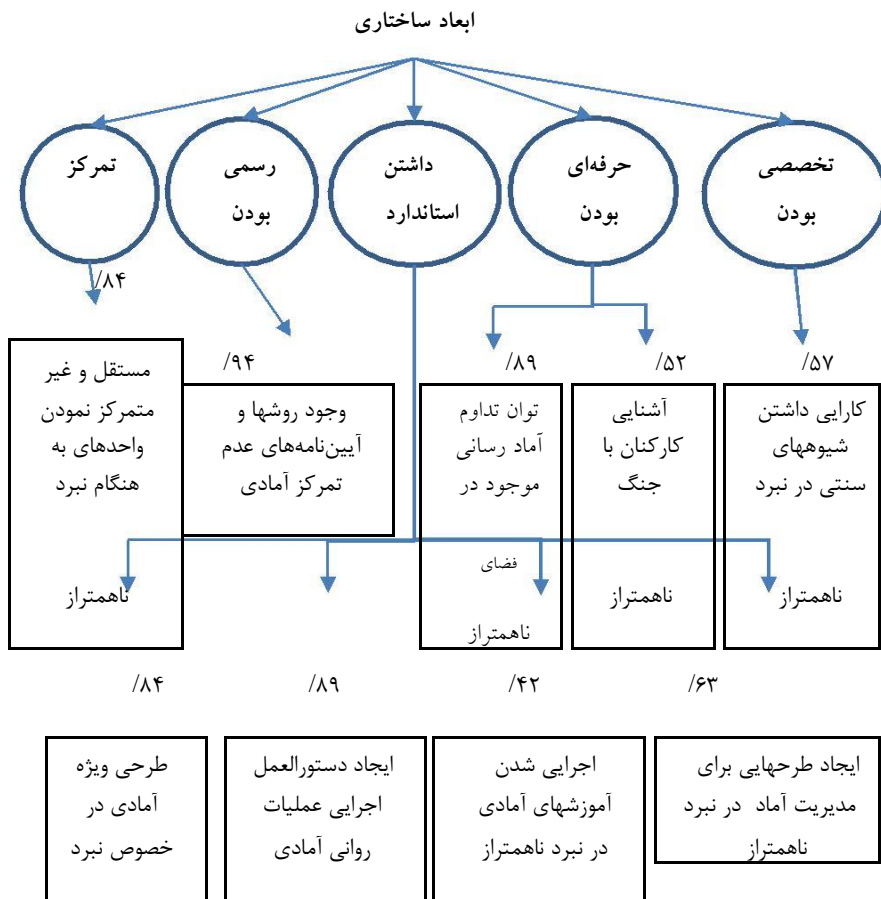 ابعاد ساختاری
تخصصی
بودن
حرفه‌ای
بودن
داشتن
استاندارد
رسمی
بودن
تمرکز
/۵۷
/۵۲
/۸۹
/۹۴
/۸۴
کارایی داشتن
شیوههای
سنتی در نبرد
ناهمتراز
آشنایی
کارکنان با
جنگ
ناهمتراز
توان تداوم
آماد رسانی
موجود در
فضای
ناهمتراز
وجود روشها و
آیین‌نامه‌های عدم
تمرکز آمادی
مستقل و غیر
متمرکز نمودن
واحدهای به
هنگام نبرد
ناهمتراز
/۶۳
/۴۲
/۸۹
/۸۴
ایجاد طرحهایی برای
مدیریت آماد در نبرد
ناهمتراز
اجرایی شدن
آموزشهای آمادی
در نبرد ناهمتراز
ایجاد دستورالعمل
اجرایی عملیات
روانی آمادی
طرحی ویژه
آمادی در
خصوص نبرد